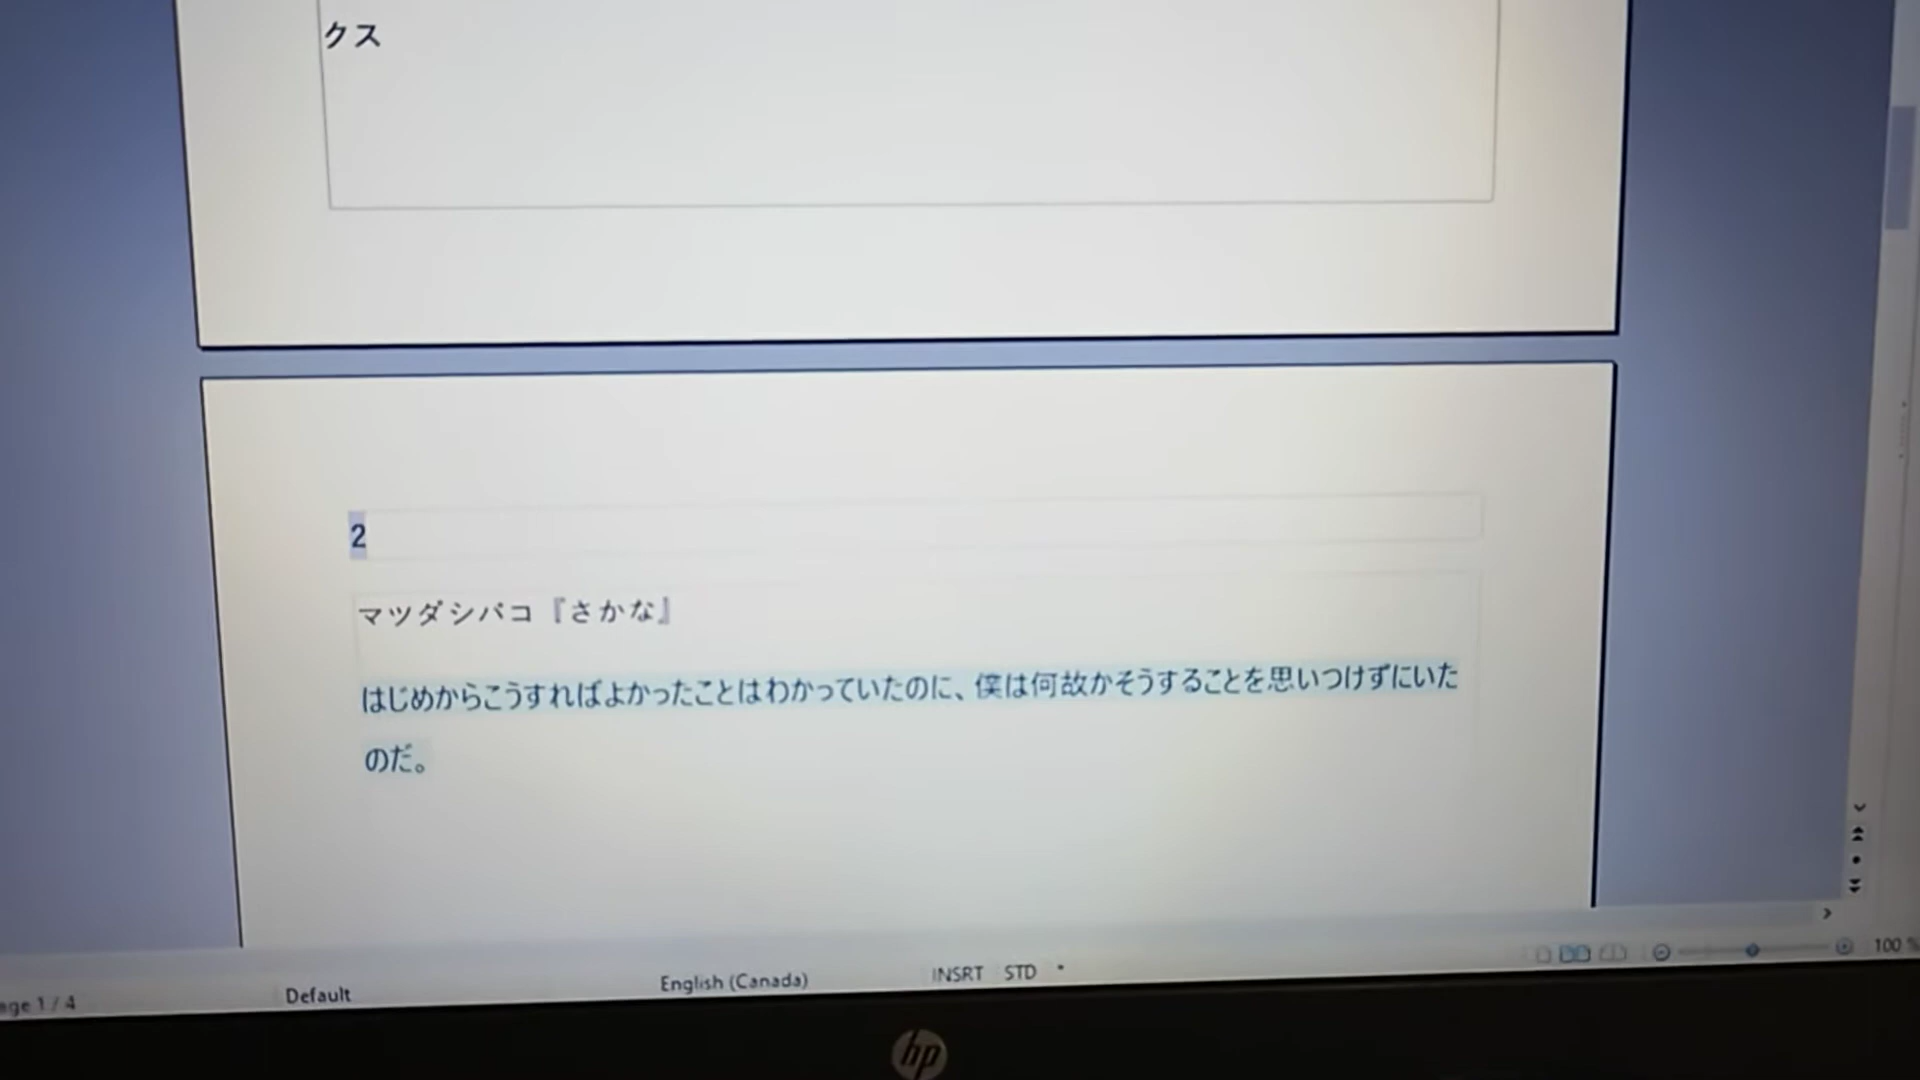 クス
2
マツダシバコ『さかな』
はじめからこうすればよかったことはわかっていたのに、僕は何故かそうすることを思いつけずにいた
のだ。
100 %
age 1 / 4
Default
English (Canada)
INSRT
STD
*
hp